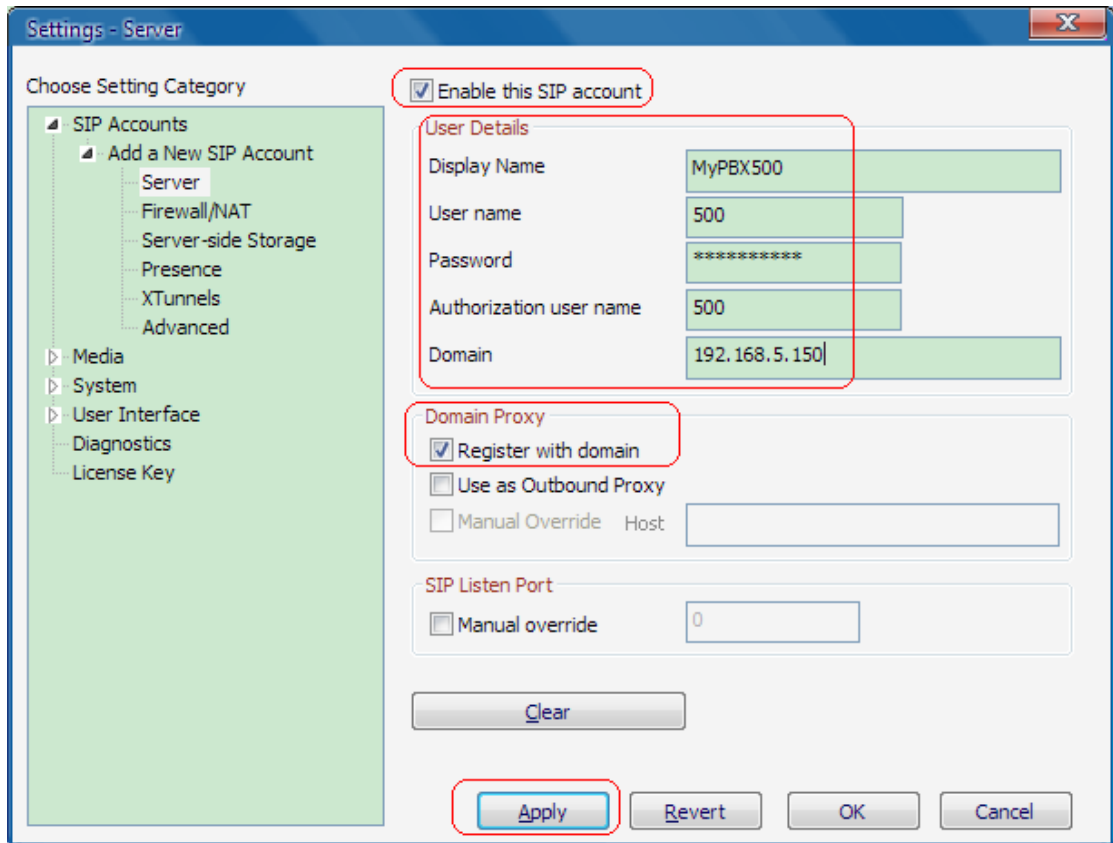 Settings - Server
Choose Setting Category
SIP Accounts
Add a New SIP Account
Server
Firewall/NAT
Server-side Storage
Presence
XTunnels
Advanced
Media
System
User Interface
Diagnostics
License Key
Enable this SIP account
User Details
Display Name MyPBX500
User name 500
Password **********
Authorization user name 500
Domain 192.168.5.150
Domain Proxy
Register with domain
Use as Outbound Proxy
Manual Override Host
SIP Listen Port
Manual override 0
Clear
Apply Revert OK Cancel